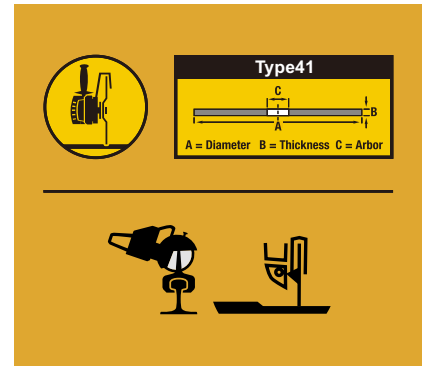 Type41
C
B
A
A = Diameter B = Thickness C = Arbor